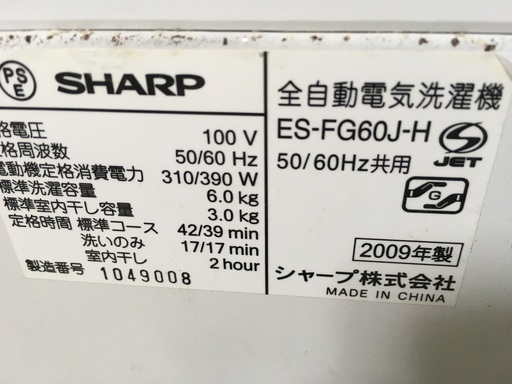 PS
E
SHARP
格電圧 100 V
格周波数 50/60 Hz
電動機定格消費電力 310/390 W
標準洗濯容量 6.0 kg
標準室内干し容量 3.0 kg
定格時間 標準コース 42/39 min
洗いのみ 17/17 min
室内干し 2 hour
製造番号 1049008
全自動電気洗濯機
ES-FG60J-H
50/60Hz共用
JET
G
2009年製
シャープ株式会社
MADE IN CHINA